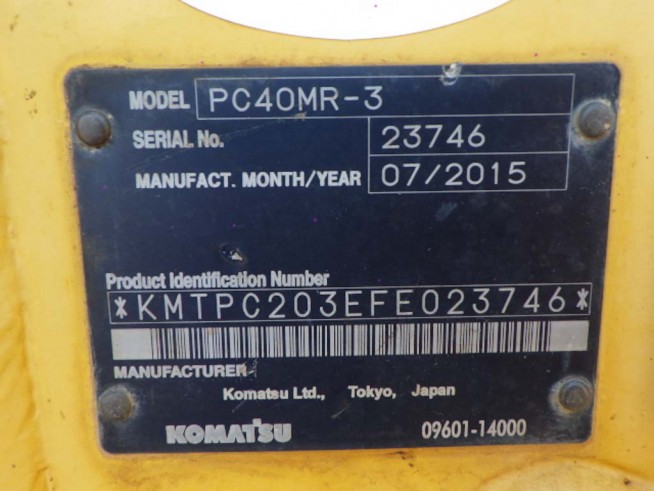 MODEL PC40MR-3
SERIAL No. 23746
MANUFACT. MONTH/YEAR 07/2015
Product Identification Number
*KMTPC203EFE023746*
MANUFACTURER
Komatsu Ltd., Tokyo, Japan
KOMATSU 09601-14000